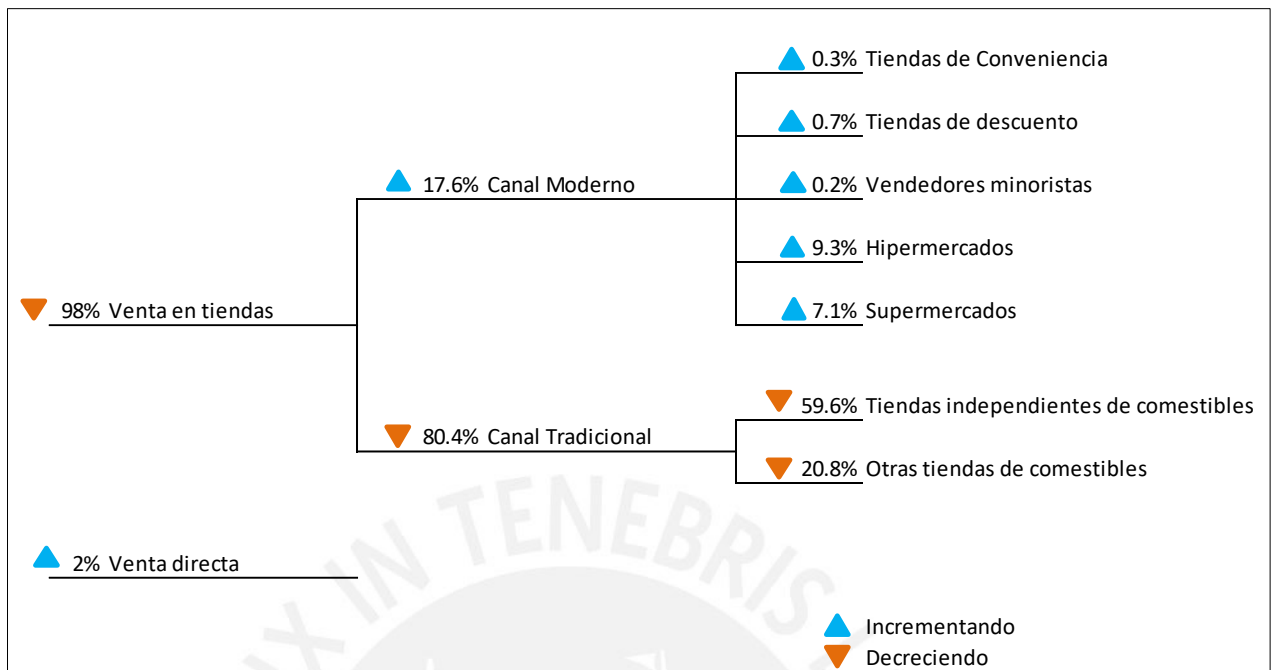 0.3% Tiendas de Conveniencia
0.7% Tiendas de descuento
17.6% Canal Moderno
0.2% Vendedores minoristas
9.3% Hipermercados
98% Venta en tiendas
7.1% Supermercados
59.6% Tiendas independientes de comestibles
80.4% Canal Tradicional
20.8% Otras tiendas de comestibles
2% Venta directa
Incrementando
Decreciendo
X IN TENEBRIS